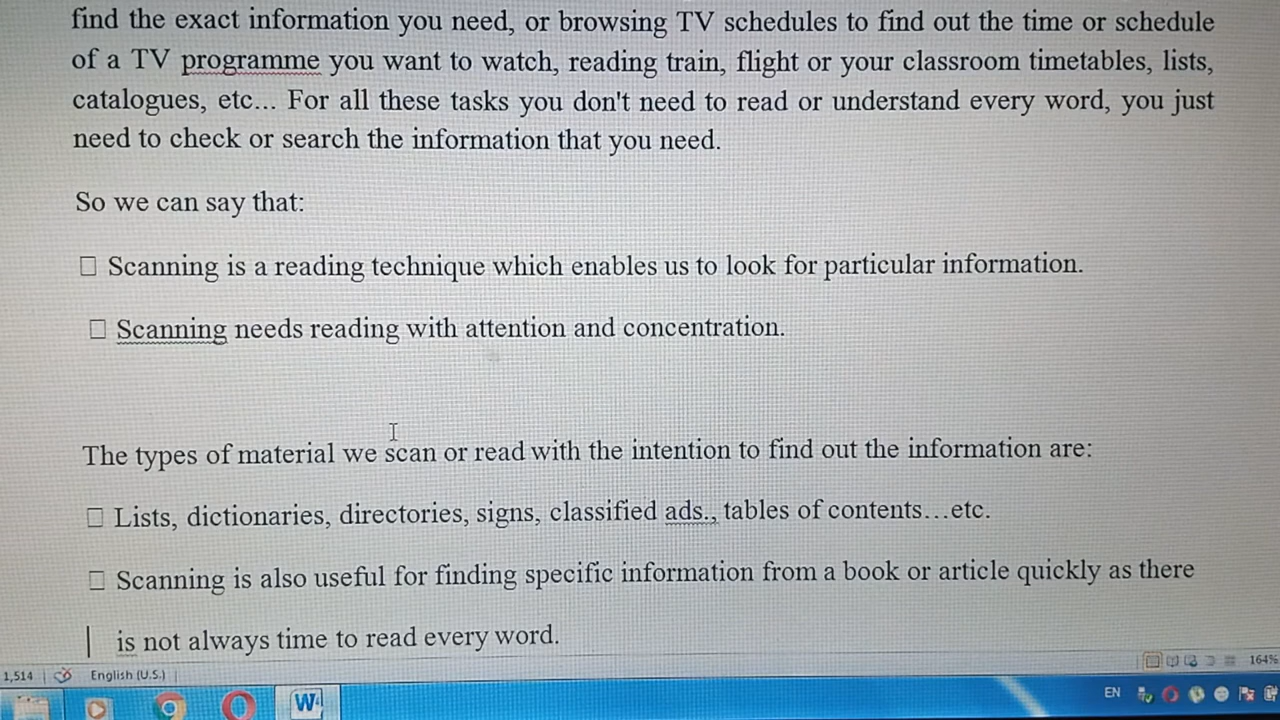 find the exact information you need, or browsing TV schedules to find out the time or schedule
of a TV programme you want to watch, reading train, flight or your classroom timetables, lists,
catalogues, etc... For all these tasks you don't need to read or understand every word, you just
need to check or search the information that you need.
So we can say that:
□ Scanning is a reading technique which enables us to look for particular information.
□ Scanning needs reading with attention and concentration.
The types of material we scan or read with the intention to find out the information are:
□ Lists, dictionaries, directories, signs, classified ads., tables of contents…etc.
□ Scanning is also useful for finding specific information from a book or article quickly as there
is not always time to read every word.
1,514 English (U.S.) 164%
W EN